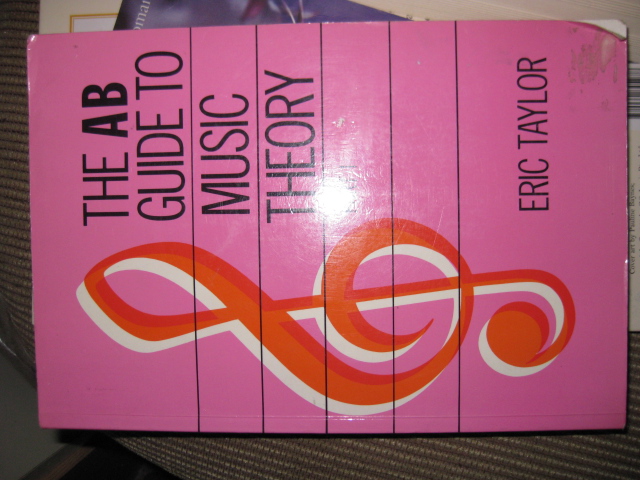 THE AB
GUIDE TO
MUSIC
THEORY
ERIC TAYLOR